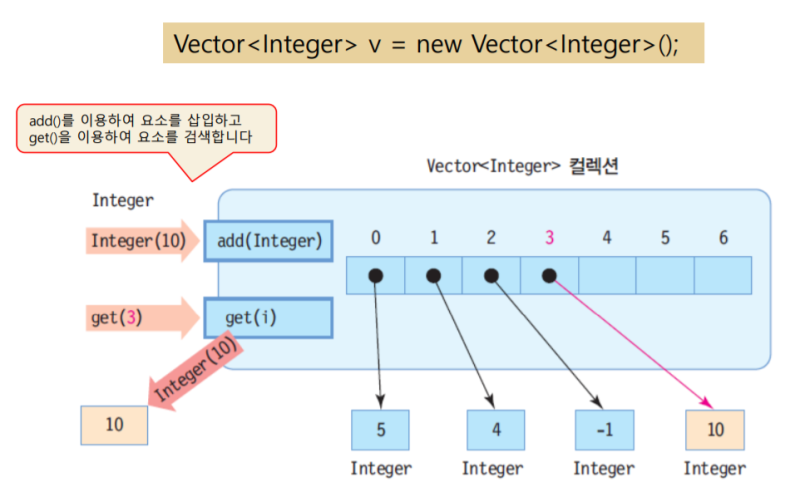 Vector<Integer> v = new Vector<Integer>();
add()를 이용하여 요소를 삽입하고
get()을 이용하여 요소를 검색합니다
Vector<Integer> 컬렉션
Integer
Integer(10)
add(Integer)
0 1 2 3 4 5 6
get(3)
get(i)
Integer(10)
10
5 4 -1 10
Integer Integer Integer Integer